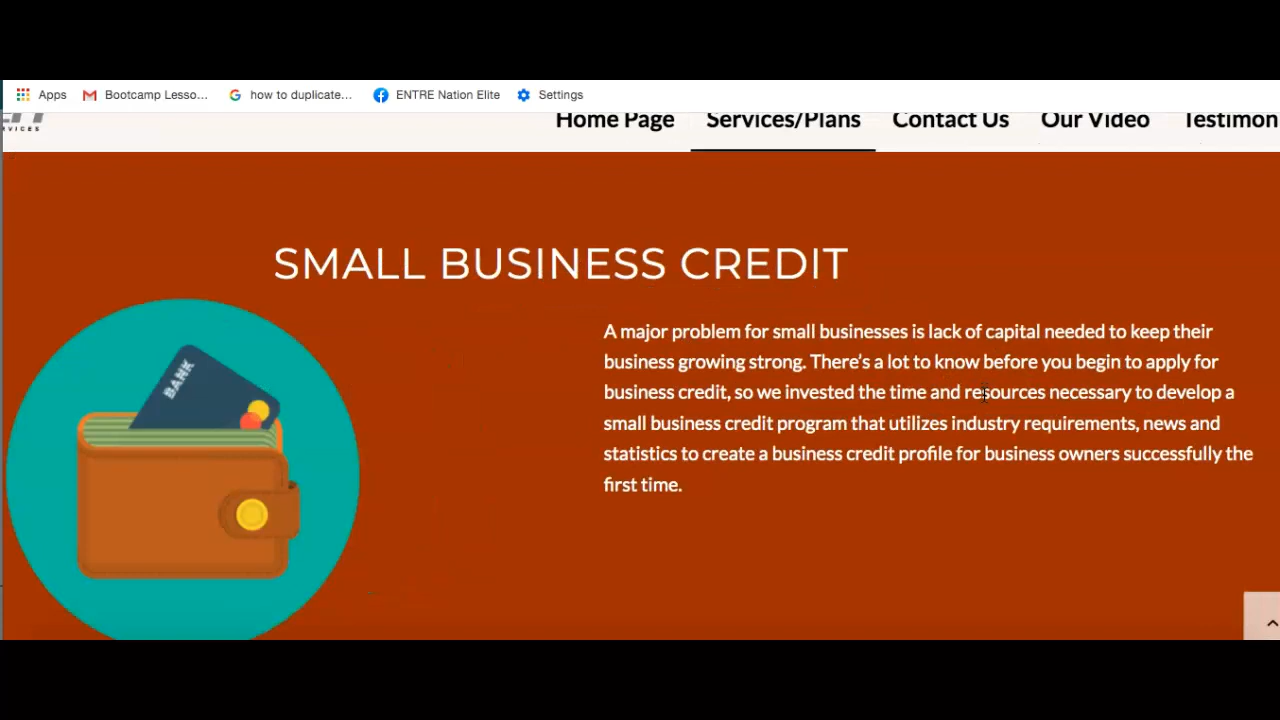 Apps Bootcamp Lesso... how to duplicate... ENTRE Nation Elite Settings
Home Page Services/Plans Contact Us Our Video Testimon
SMALL BUSINESS CREDIT
A major problem for small businesses is lack of capital needed to keep their
business growing strong. There's a lot to know before you begin to apply for
business credit, so we invested the time and resources necessary to develop a
small business credit program that utilizes industry requirements, news and
statistics to create a business credit profile for business owners successfully the
first time.
BANK